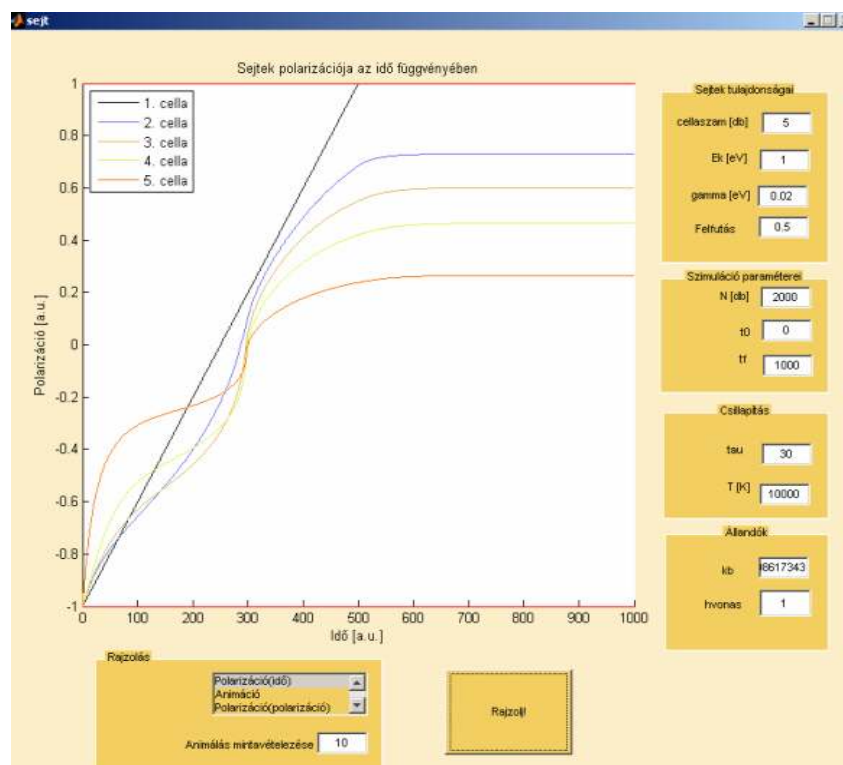 sejt
Sejtek polarizációja az idő függvényében
1. cella
2. cella
3. cella
4. cella
5. cella
Polarizáció [a.u.]
1
0.8
0.6
0.4
0.2
0
-0.2
-0.4
-0.6
-0.8
-1
0 100 200 300 400 500 600 700 800 900 1000
Idő [a.u.]
Sejtek tulajdonságai
cellaszam [db] 5
Ek [eV] 1
gamma [eV] 0.02
Felfutás 0.5
Szimuláció paraméterei
N [db] 2000
t0 0
tf 1000
Csillapítás
tau 30
T [K] 10000
Állandók
kb 8617343
hvonas 1
Rajzolás
Polarizáció(idő)
Animáció
Polarizáció(polarizáció)
Animálás mintavételezése 10
Rajzolj!